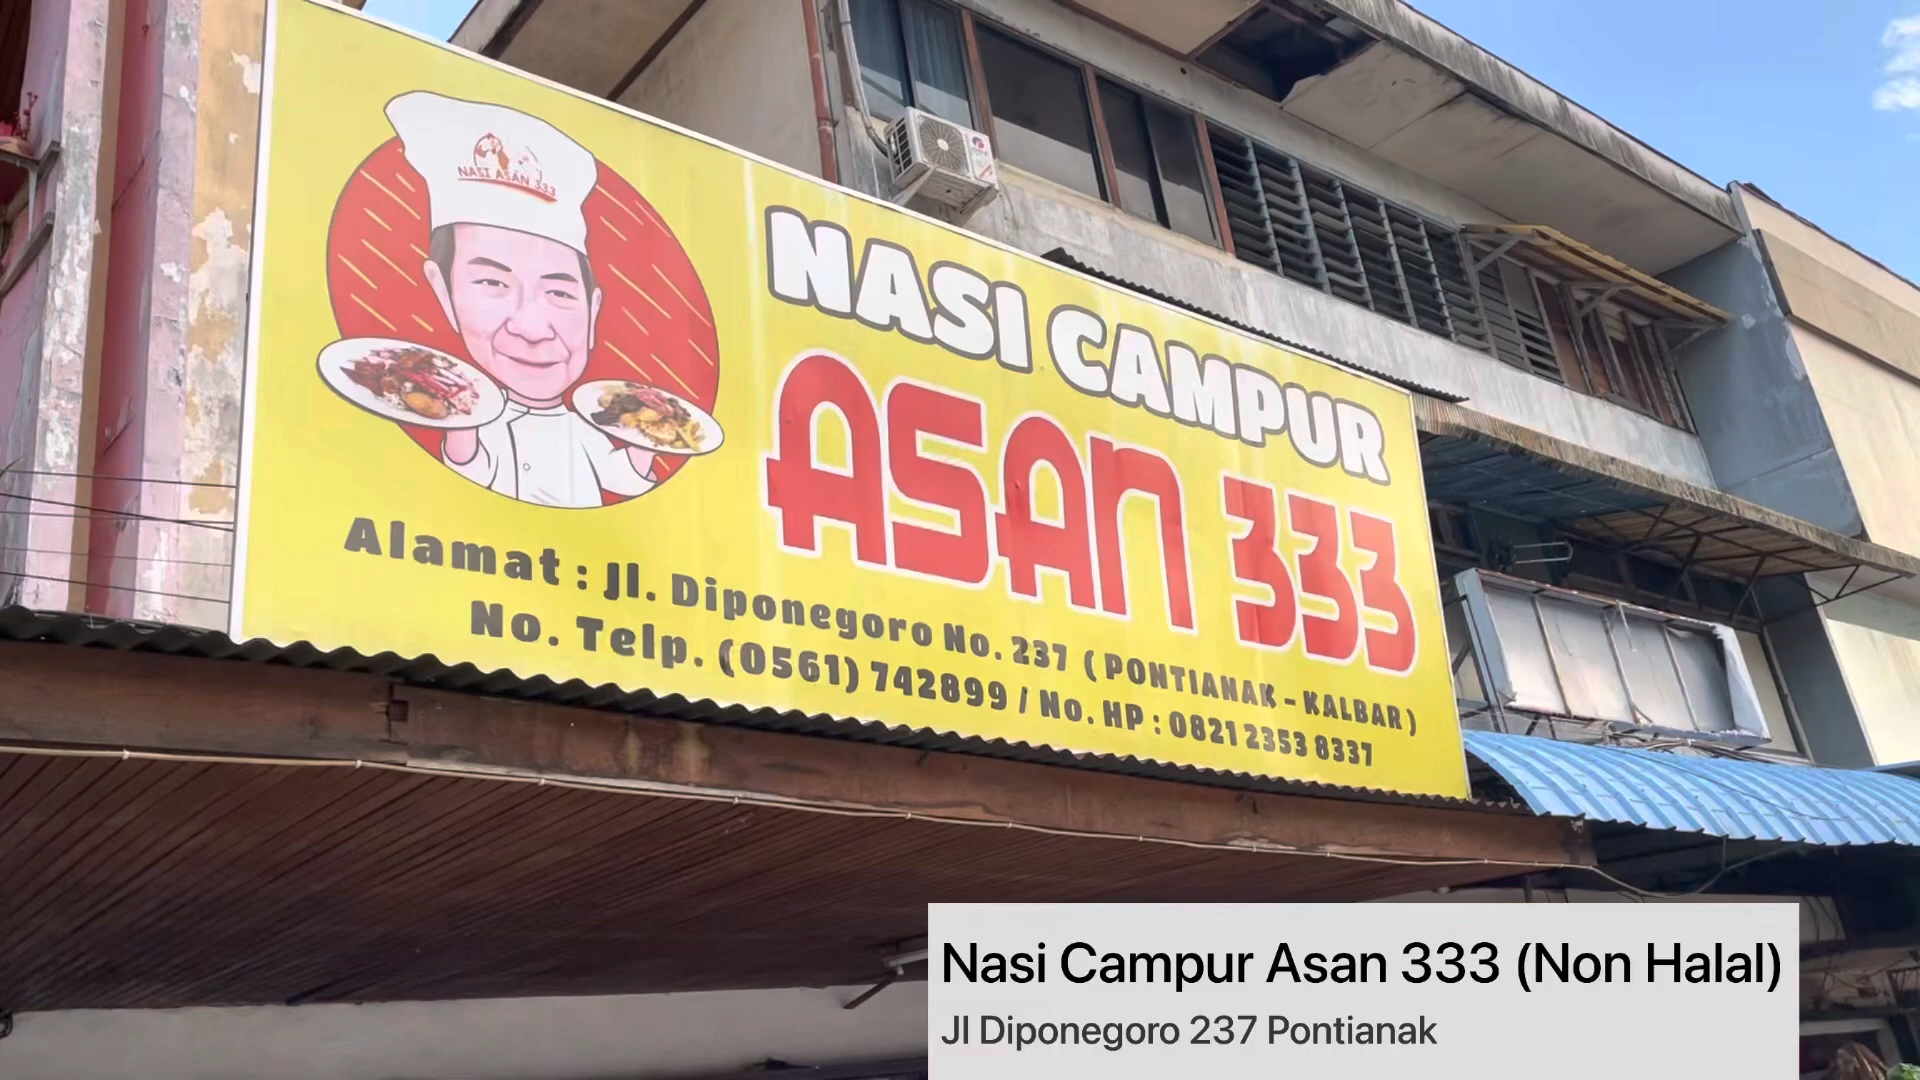 NASI ASAN 333
NASI CAMPUR
ASAN 333
Alamat : Jl. Diponegoro No. 237 ( PONTIANAK - KALBAR )
No. Telp. (0561) 742899 / No. HP : 0821 2353 8337
Nasi Campur Asan 333 (Non Halal)
Jl Diponegoro 237 Pontianak